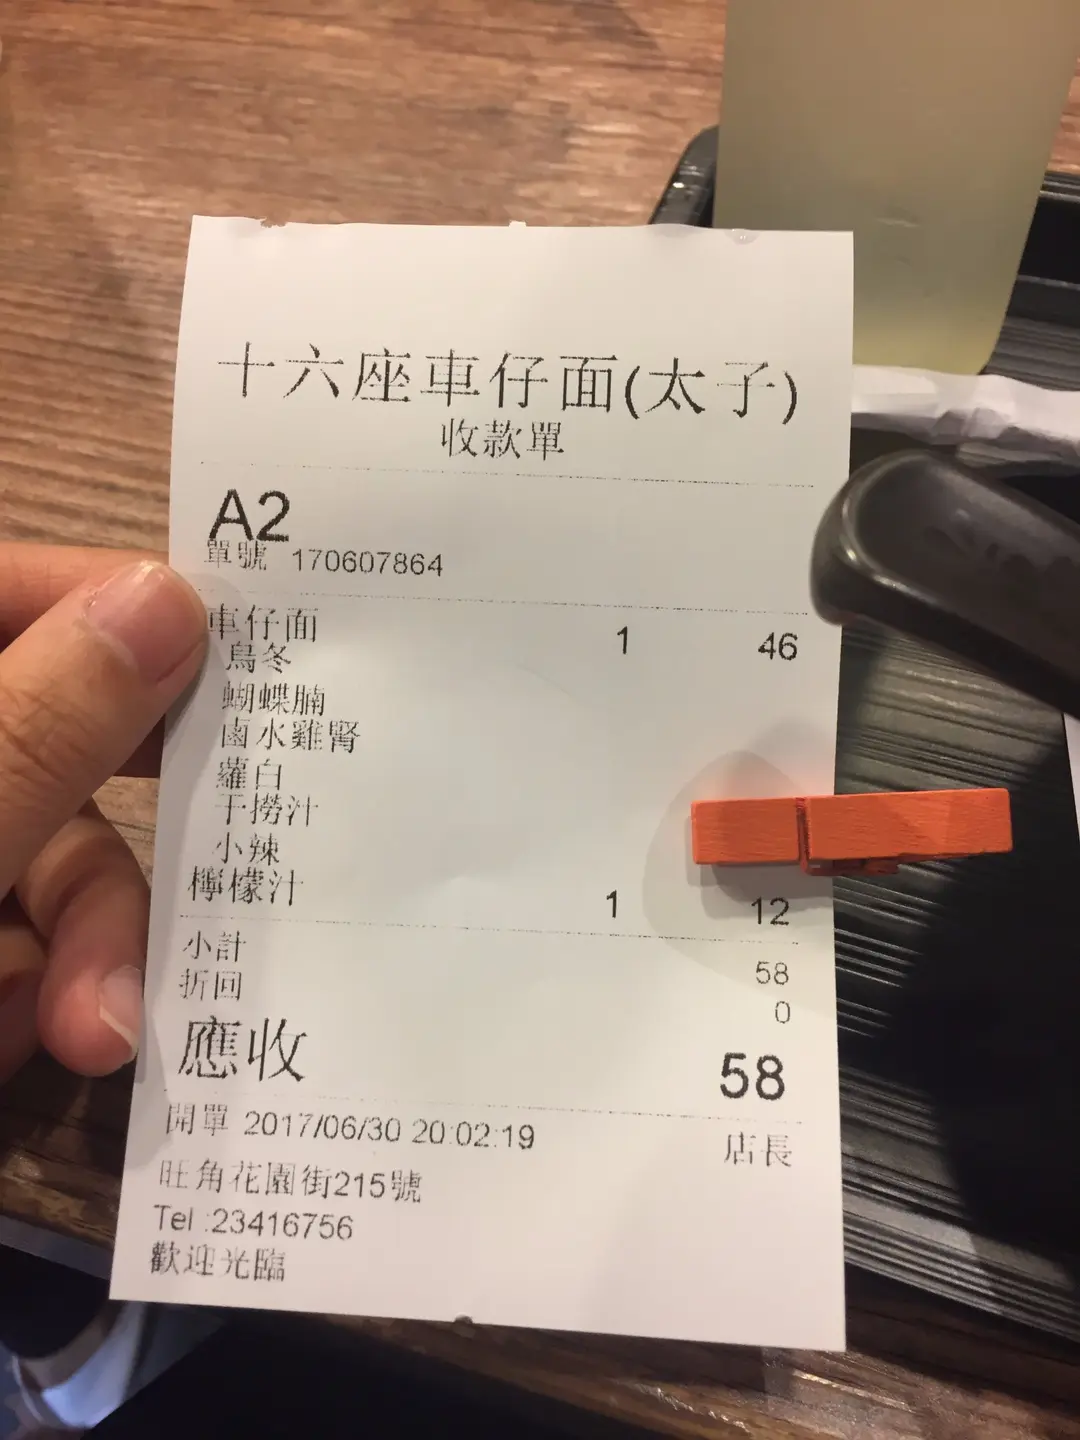 十六座車仔面(太子)
收款單
A2
單號 170607864
車仔面 1 46
烏冬
蝴蝶腩
鹵水雞腎
蘿白
干撈汁
小辣
檸檬汁 1 12
小計 58
折回 0
應收 58
開單 2017/06/30 20:02:19 店長
旺角花園街215號
Tel :23416756
歡迎光臨